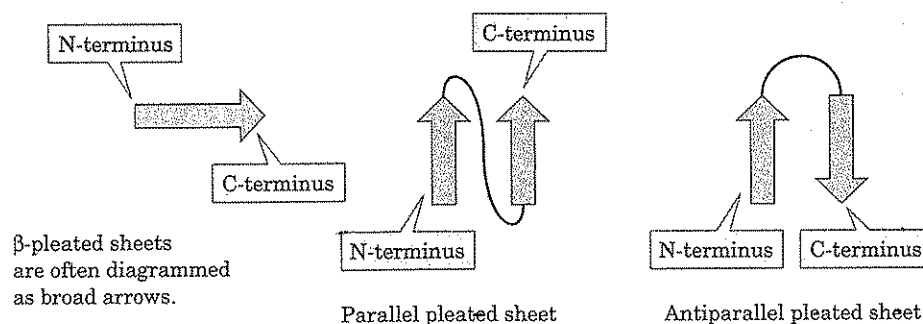 N-terminus
C-terminus
β-pleated sheets
are often diagrammed
as broad arrows.
C-terminus
N-terminus
Parallel pleated sheet
N-terminus
C-terminus
Antiparallel pleated sheet